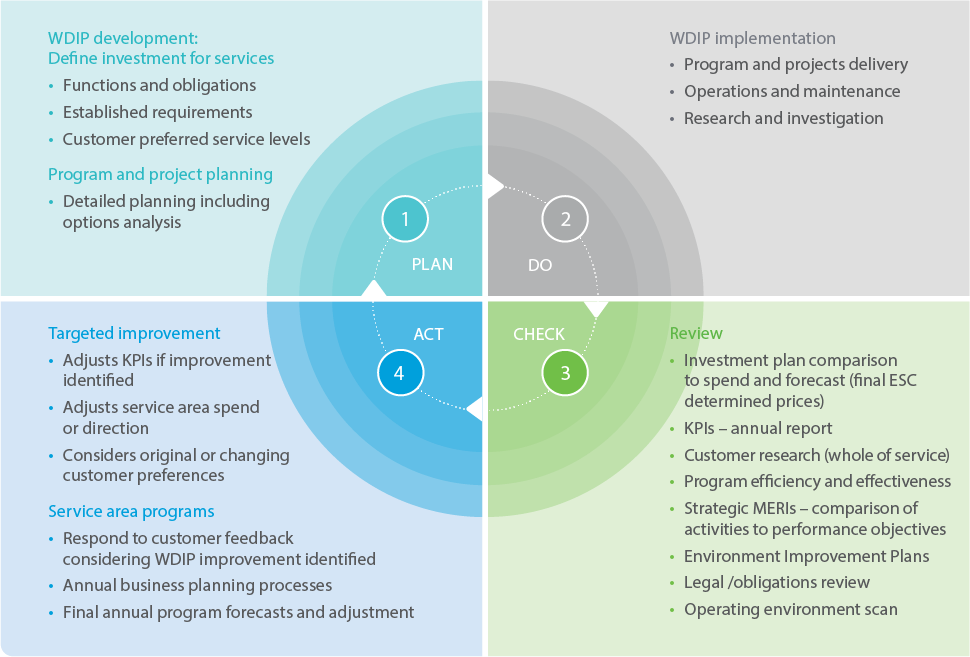 WDIP development:
Define investment for services
• Functions and obligations
• Established requirements
• Customer preferred service levels
Program and project planning
• Detailed planning including
options analysis
WDIP implementation
• Program and projects delivery
• Operations and maintenance
• Research and investigation
1
PLAN
2
DO
ACT
4
CHECK
3
Targeted improvement
• Adjusts KPIs if improvement
identified
• Adjusts service area spend
or direction
• Considers original or changing
customer preferences
Service area programs
• Respond to customer feedback
considering WDIP improvement identified
• Annual business planning processes
• Final annual program forecasts and adjustment
Review
• Investment plan comparison
to spend and forecast (final ESC
determined prices)
• KPIs – annual report
• Customer research (whole of service)
• Program efficiency and effectiveness
• Strategic MERIs – comparison of
activities to performance objectives
• Environment Improvement Plans
• Legal /obligations review
• Operating environment scan